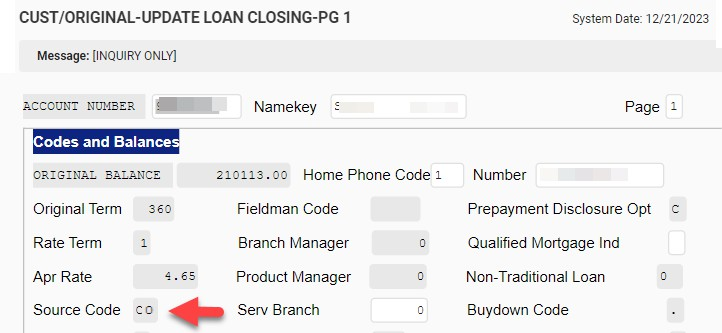 CUST/ORIGINAL-UPDATE LOAN CLOSING-PG 1 System Date: 12/21/2023
Message: [INQUIRY ONLY]
ACCOUNT NUMBER Namekey Page 1
Codes and Balances
ORIGINAL BALANCE 210113.00 Home Phone Code 1 Number
Original Term 360 Fieldman Code Prepayment Disclosure Opt C
Rate Term 1 Branch Manager 0 Qualified Mortgage Ind
Apr Rate 4.65 Product Manager 0 Non-Traditional Loan 0
Source Code CO Serv Branch 0 Buydown Code .